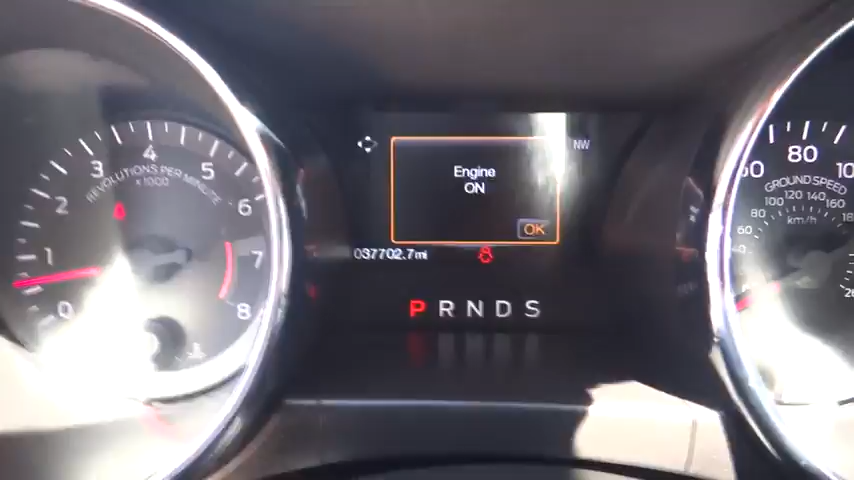 NW
Engine
ON
OK
037702.7mi
P R N D S
0 1 2 3 4 5 6 7 8
REVOLUTIONS PER MINUTE
x1000
80
GROUND SPEED
100 120 140 160
80
60
40
km/h